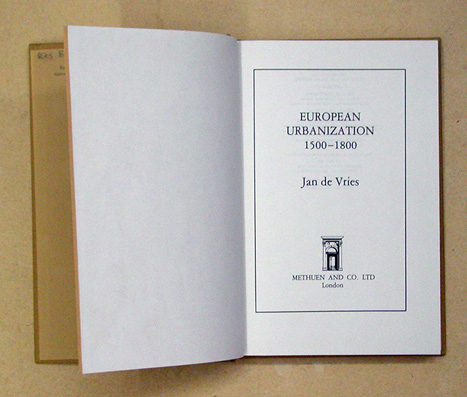 EUROPEAN
URBANIZATION
1500–1800
Jan de Vries
METHUEN AND CO. LTD
London